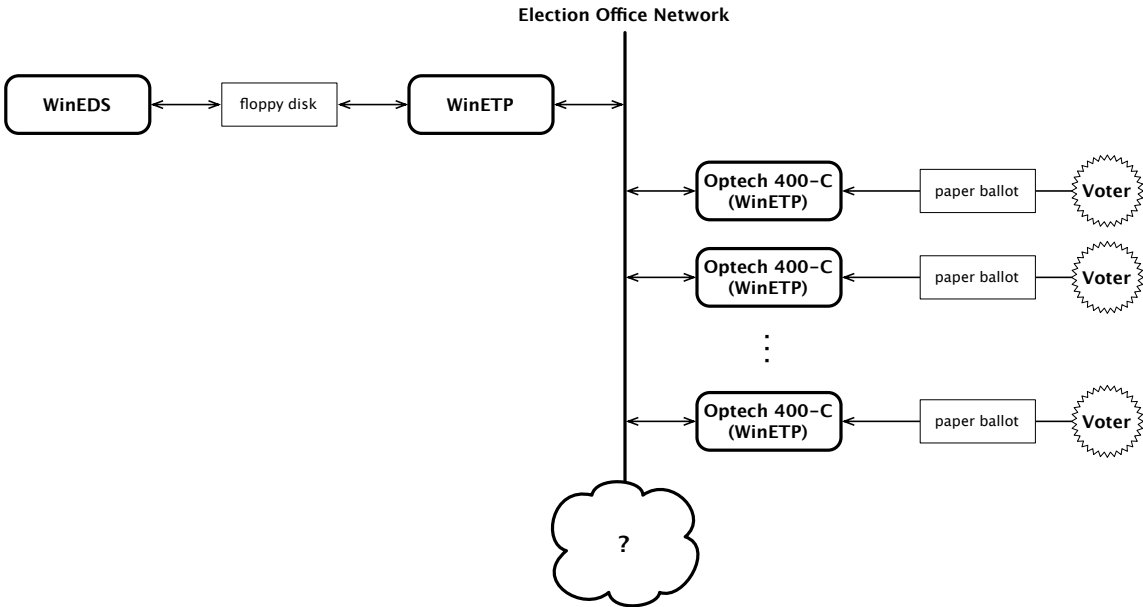 Election Office Network
WinEDS
floppy disk
WinETP
Optech 400-C
(WinETP)
paper ballot
Voter
Optech 400-C
(WinETP)
paper ballot
Voter
Optech 400-C
(WinETP)
paper ballot
Voter
?